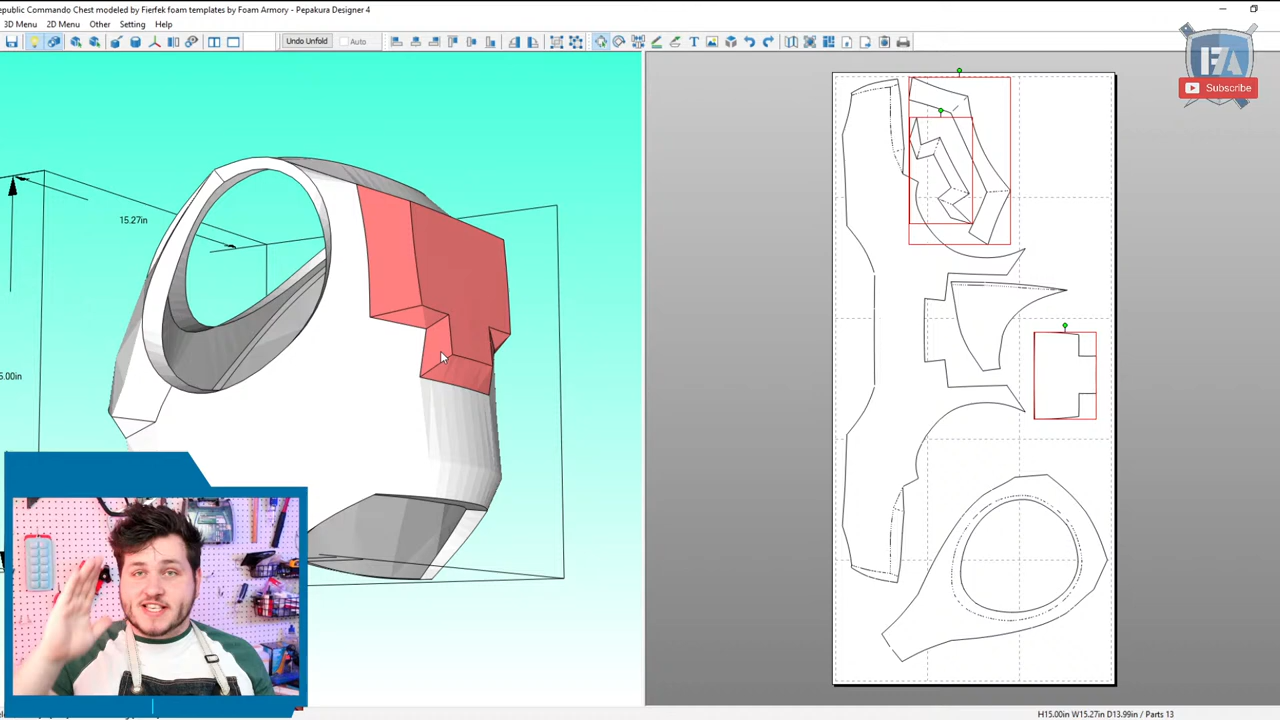 epublic Commando Chest modeled by Fierfek foam templates by Foam Armory - Pepakura Designer 4
3D Menu 2D Menu Other Setting Help
Undo Unfold Auto
FA
Subscribe
15.27in
5.00in
H15.00in W15.27in D13.99in / Parts 13